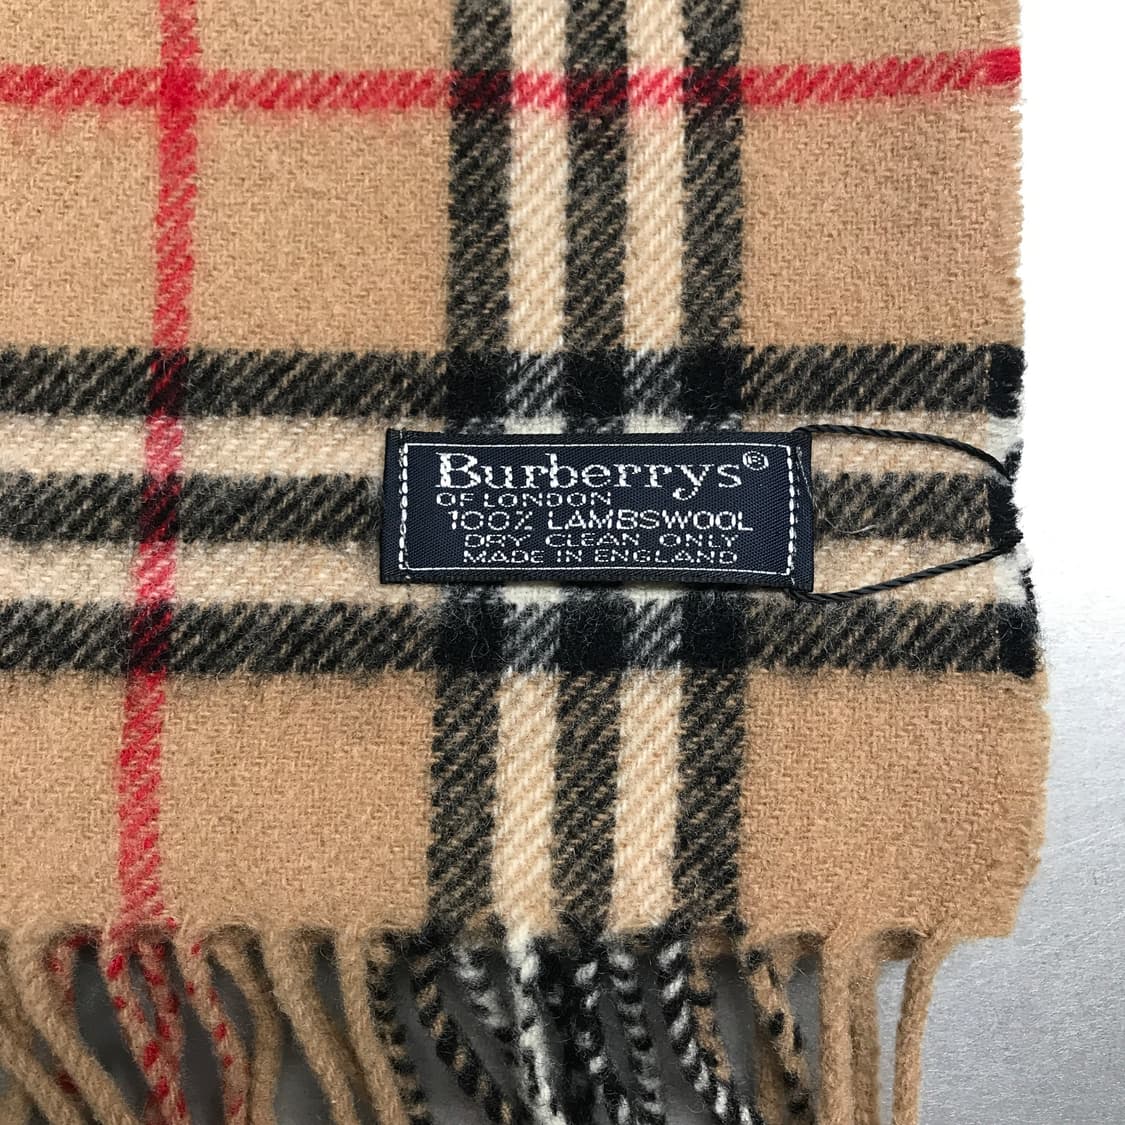 Burberrys®
OF LONDON
100% LAMBSWOOL
DRY CLEAN ONLY
MADE IN ENGLAND